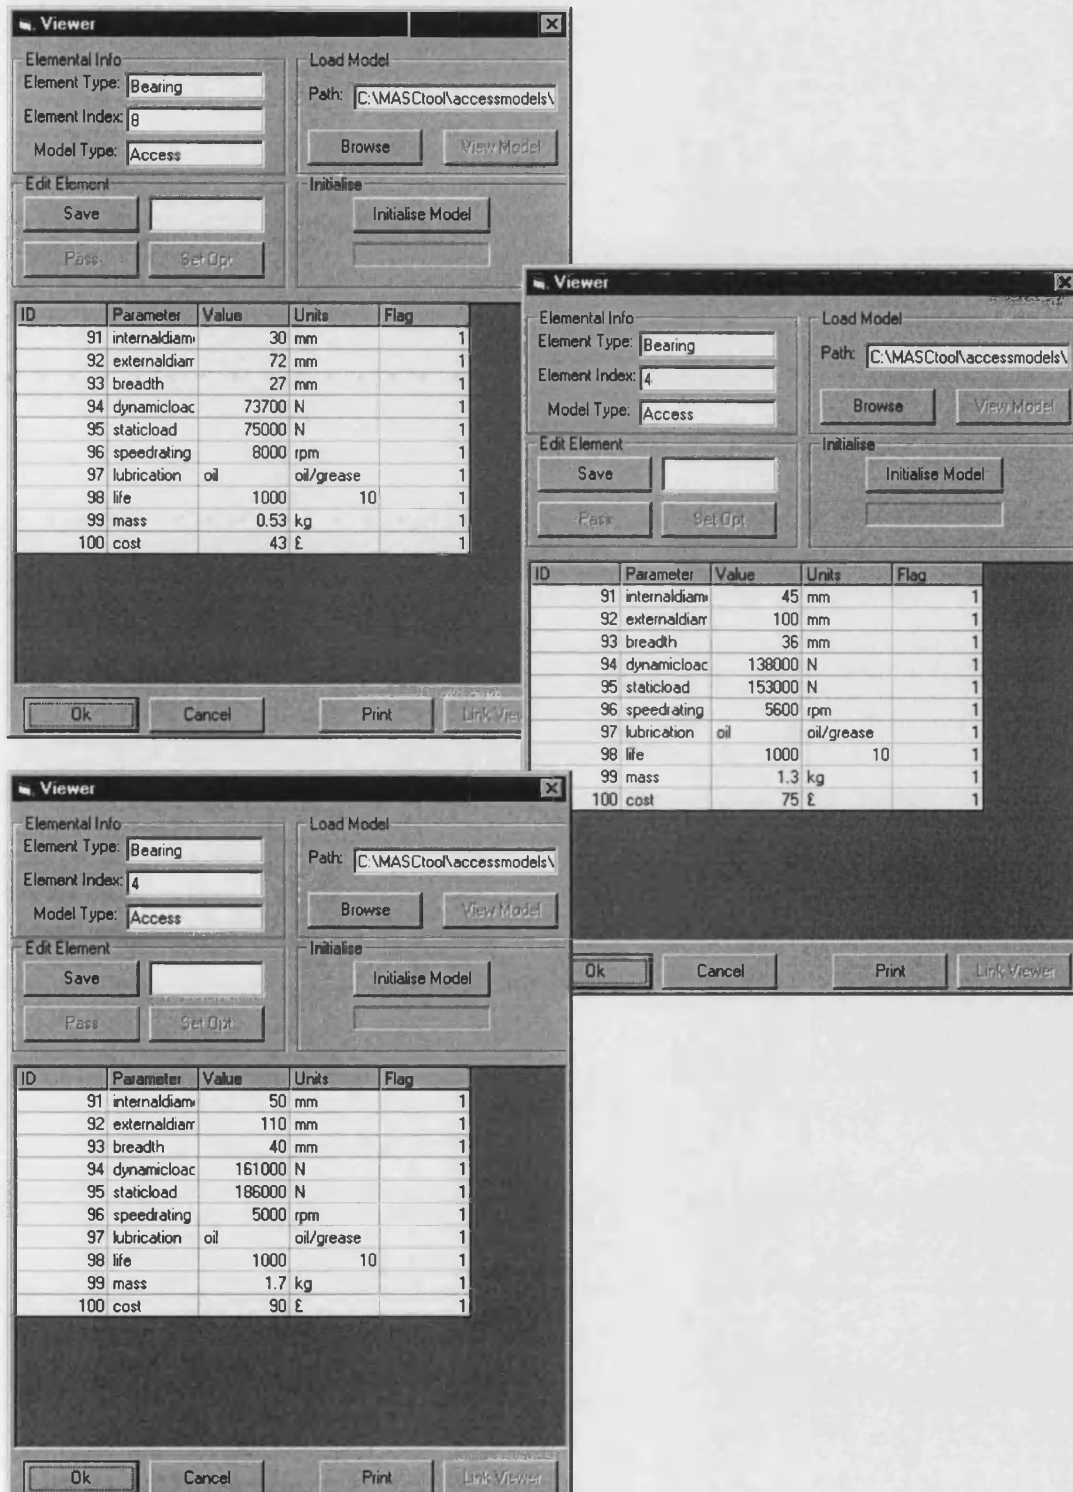 Viewer
Elemental Info
Load Model
Element Type: Bearing
Path: C:\MASCtool\accessmodels\
Element Index: 8
Browse View Model
Model Type: Access
Edit Element
Initialise
Save
Initialise Model
Pass Set Opt
ID Parameter Value Units Flag
91 internaldiam 30 mm 1
92 externaldiam 72 mm 1
93 breadth 27 mm 1
94 dynamicloac 73700 N 1
95 staticload 75000 N 1
96 speedrating 8000 rpm 1
97 lubrication oil oil/grease 1
98 life 1000 10 1
99 mass 0.53 kg 1
100 cost 43 £ 1
Ok Cancel Print Link View
Viewer
Elemental Info
Load Model
Element Type: Bearing
Path: C:\MASCtool\accessmodels\
Element Index: 4
Browse View Model
Model Type: Access
Edit Element
Initialise
Save
Initialise Model
Pass Set Opt
ID Parameter Value Units Flag
91 internaldiam 45 mm 1
92 externaldiam 100 mm 1
93 breadth 36 mm 1
94 dynamicloac 138000 N 1
95 staticload 153000 N 1
96 speedrating 5600 rpm 1
97 lubrication oil oil/grease 1
98 life 1000 10 1
99 mass 1.3 kg 1
100 cost 75 £ 1
Ok Cancel Print Link Viewer
Viewer
Elemental Info
Load Model
Element Type: Bearing
Path: C:\MASCtool\accessmodels\
Element Index: 4
Browse View Model
Model Type: Access
Edit Element
Initialise
Save
Initialise Model
Pass Set Opt
ID Parameter Value Units Flag
91 internaldiam 50 mm 1
92 externaldiam 110 mm 1
93 breadth 40 mm 1
94 dynamicloac 161000 N 1
95 staticload 186000 N 1
96 speedrating 5000 rpm 1
97 lubrication oil oil/grease 1
98 life 1000 10 1
99 mass 1.7 kg 1
100 cost 90 £ 1
Ok Cancel Print Link Viewer